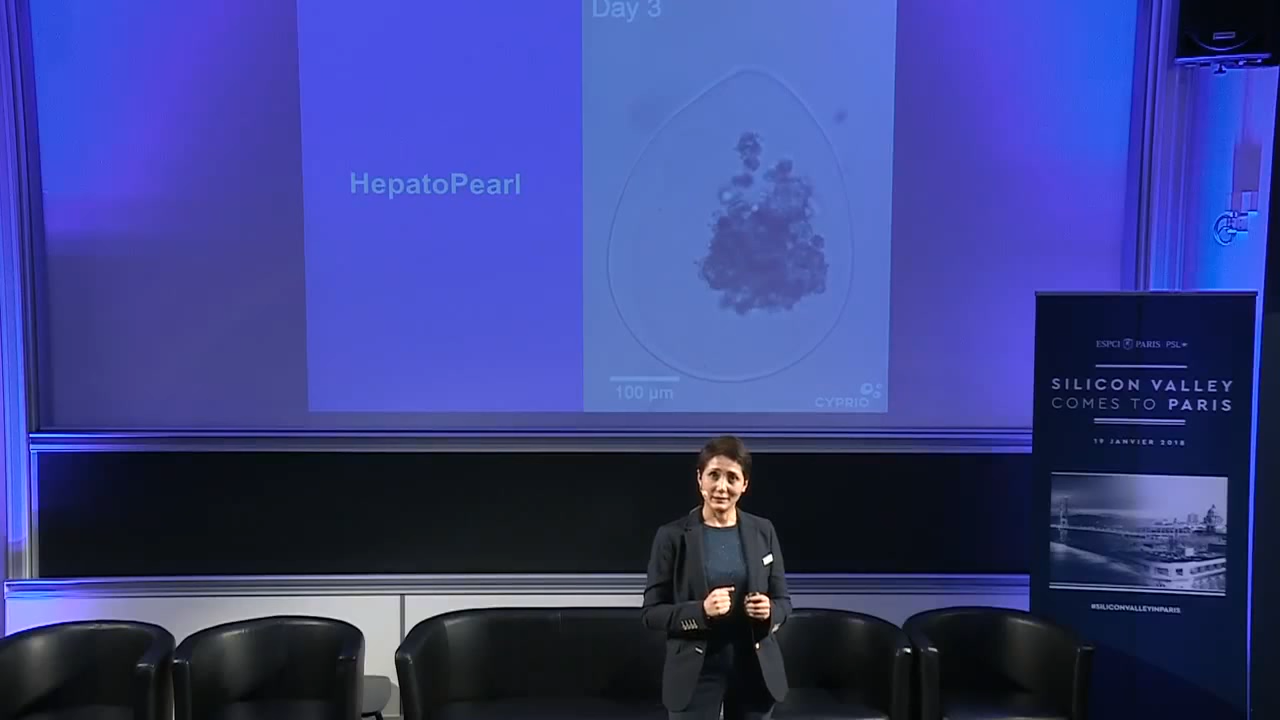 Day 3
HepatoPearl
100 µm
CYPRIO
ESPCI PARIS PSL
SILICON VALLEY
COMES TO PARIS
19 JANVIER 2018
#SILICONVALLEYINPARIS